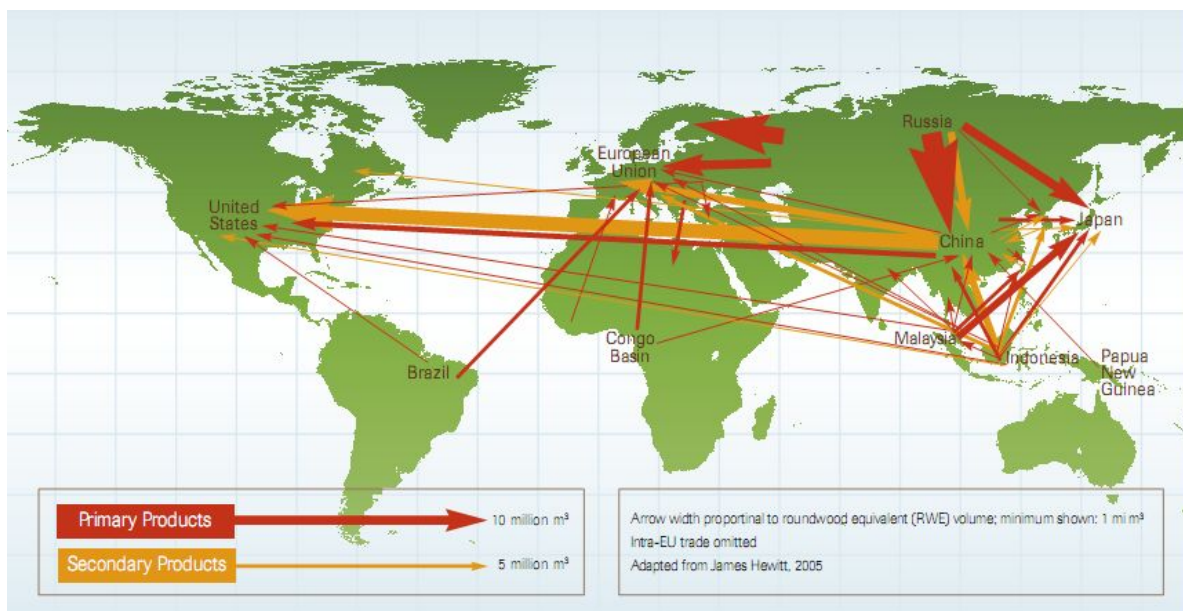 Russia
European
Union
United
States
Japan
China
Malaysia
Indonesia
Congo
Basin
Brazil
Papua
New
Guinea
Primary Products
10 million m³
Secondary Products
5 million m³
Arrow width proportinal to roundwood equivalent (RWE) volume; minimum shown: 1 mi m³
Intra-EU trade omitted
Adapted from James Hewitt, 2005